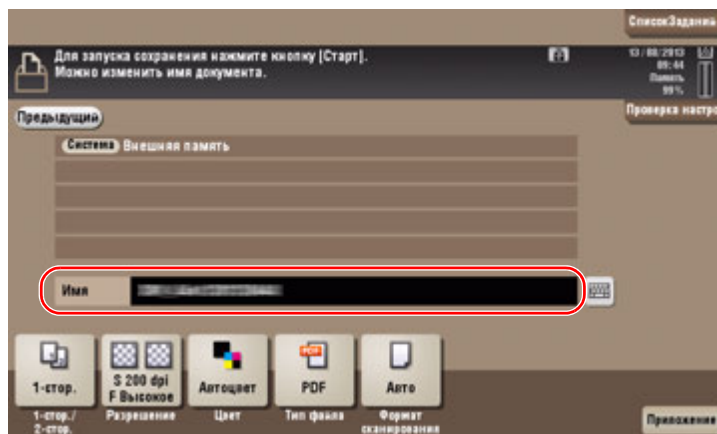 СписокЗадания
Для запуска сохранения нажмите кнопку [Старт].
Можно изменить имя документа.
13/08/2013
09:44
Память
99%
Предыдущий
Проверка настро
Система Внешняя память
Имя
1-стор.
S 200 dpi
F Высокое
Автоцвет
PDF
PDF
Авто
1-стор./
2-стор.
Разрешение
Цвет
Тип файла
Формат
сканирования
Приложение